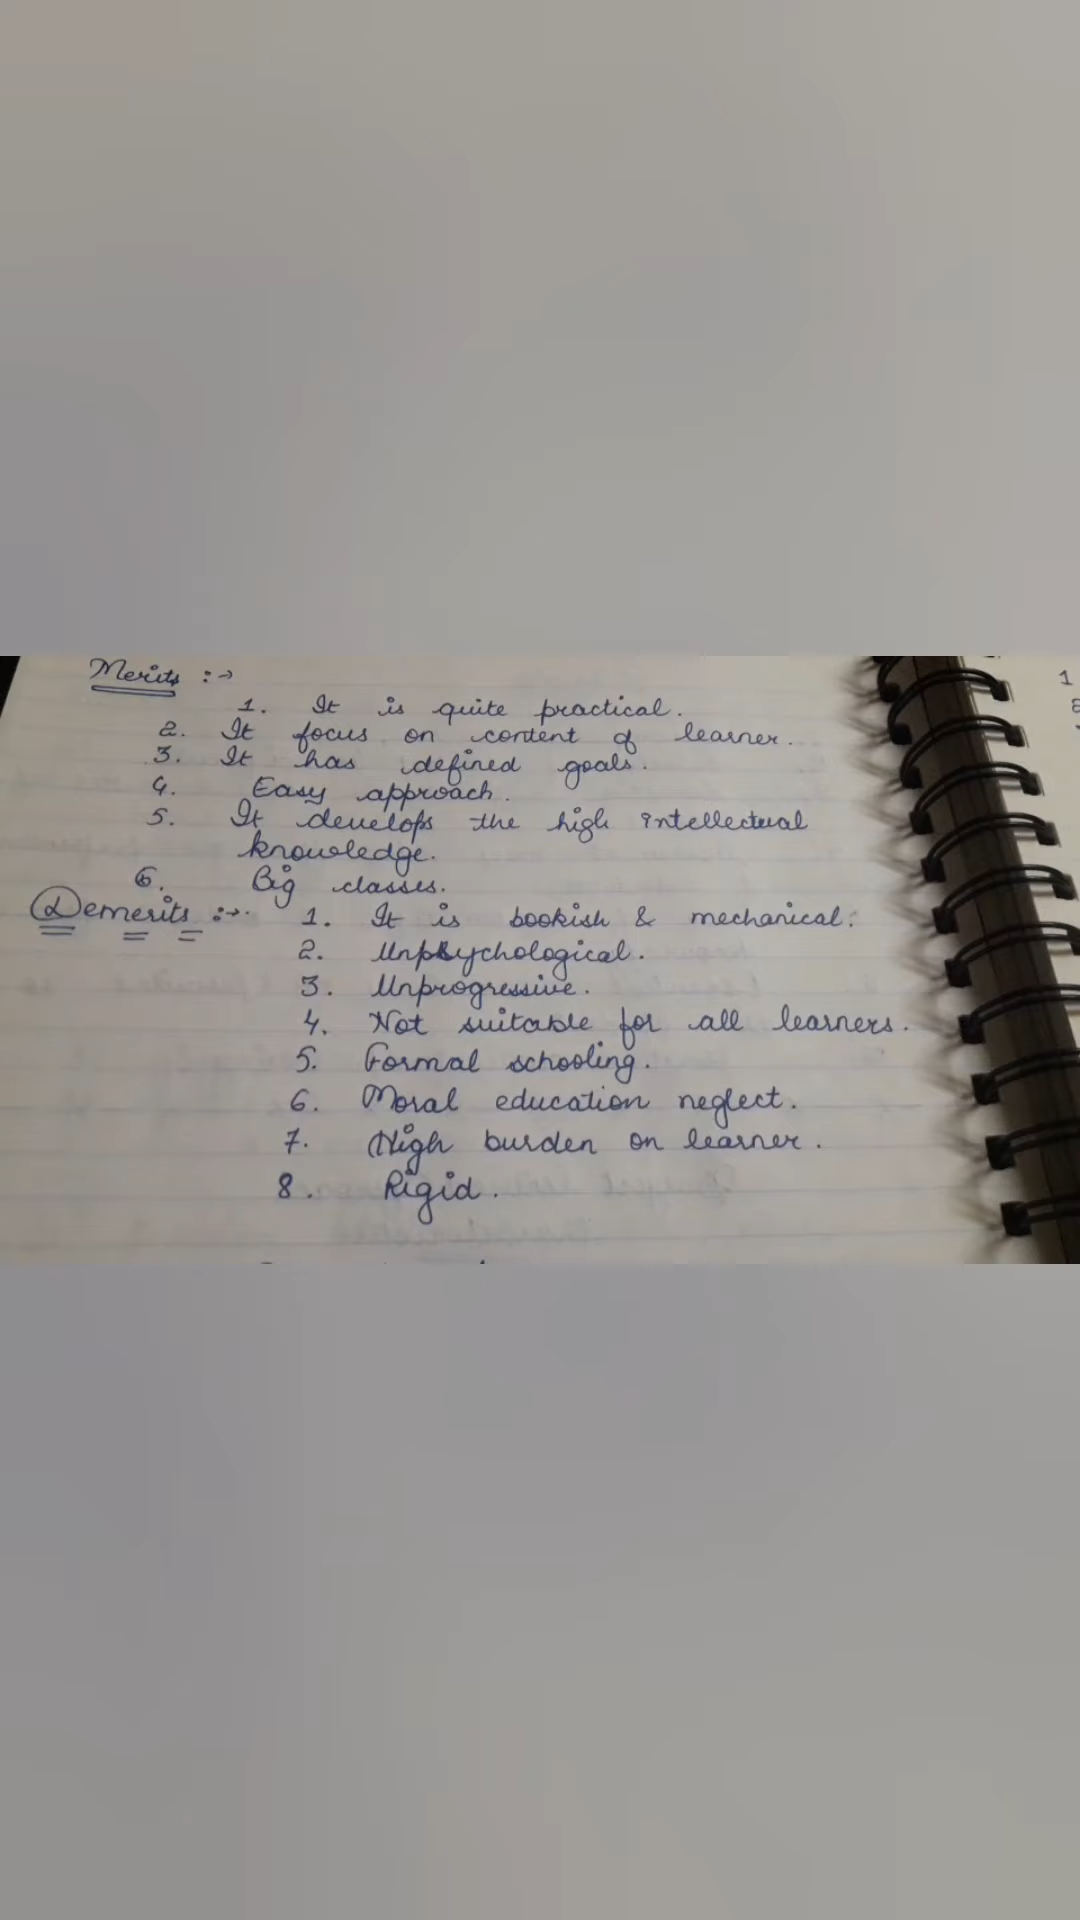 Merits :→
1. It is quite practical.
2. It focus on content of learner.
3. It has defined goals.
4. Easy approach.
5. It develops the high intellectual
knowledge.
6. Big classes.
Demerits :→ 1. It is bookish & mechanical.
2. Unpsychological.
3. Unprogressive.
4. Not suitable for all learners.
5. Formal schooling.
6. Moral education neglect.
7. High burden on learner.
8. Rigid.
1